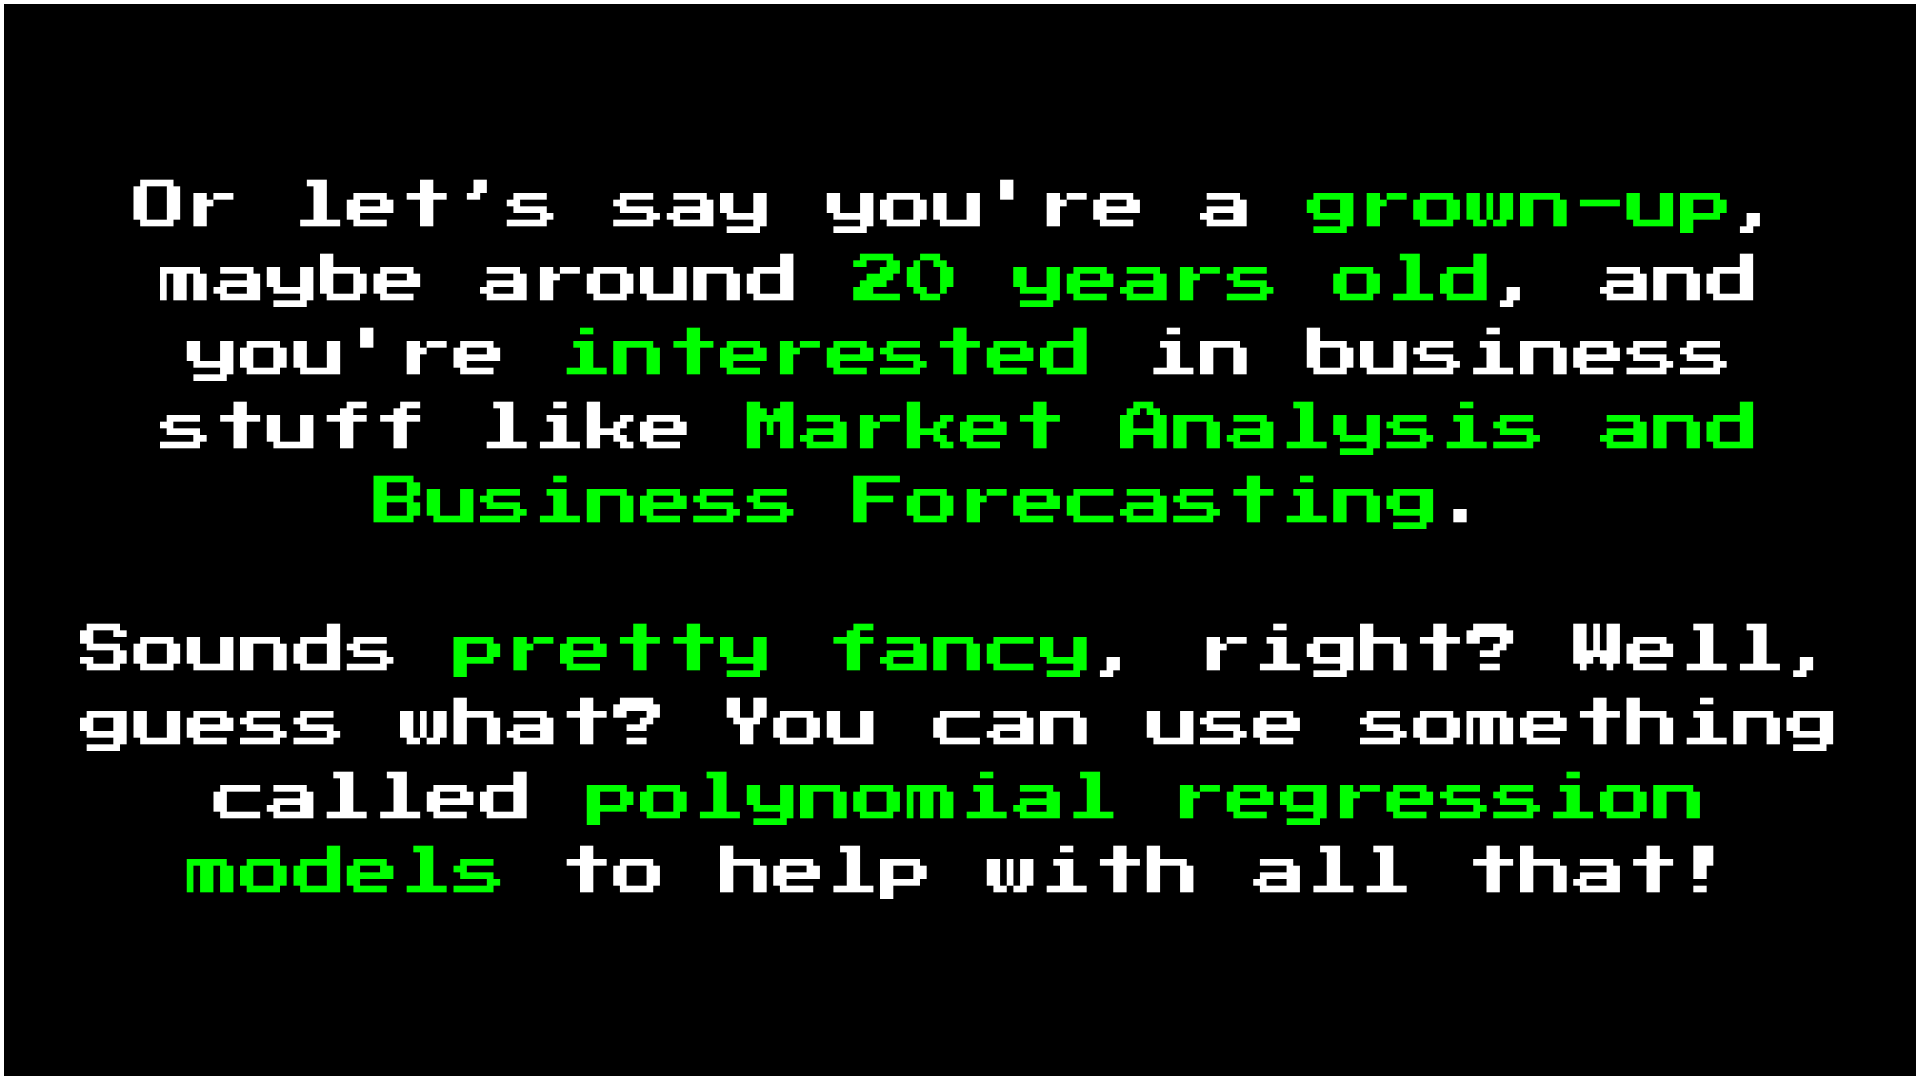 Or let's say you're a grown-up,
maybe around 20 years old, and
you're interested in business
stuff like Market Analysis and
Business Forecasting.
Sounds pretty fancy, right? Well,
guess what? You can use something
called polynomial regression
models to help with all that!